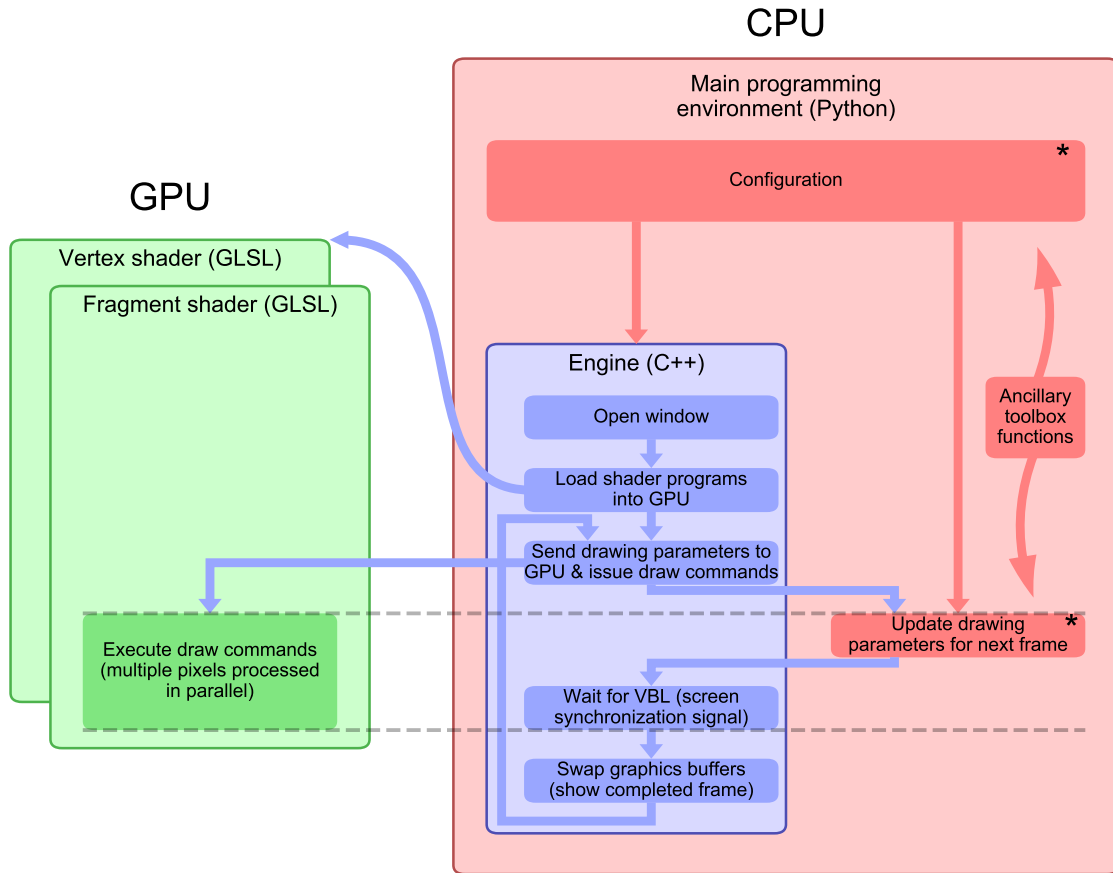 CPU
Main programming
environment (Python)
*
Configuration
GPU
Vertex shader (GLSL)
Fragment shader (GLSL)
Engine (C++)
Open window
Ancillary
toolbox
functions
Load shader programs
into GPU
Send drawing parameters to
GPU & issue draw commands
Execute draw commands
(multiple pixels processed
in parallel)
*
Update drawing
parameters for next frame
Wait for VBL (screen
synchronization signal)
Swap graphics buffers
(show completed frame)